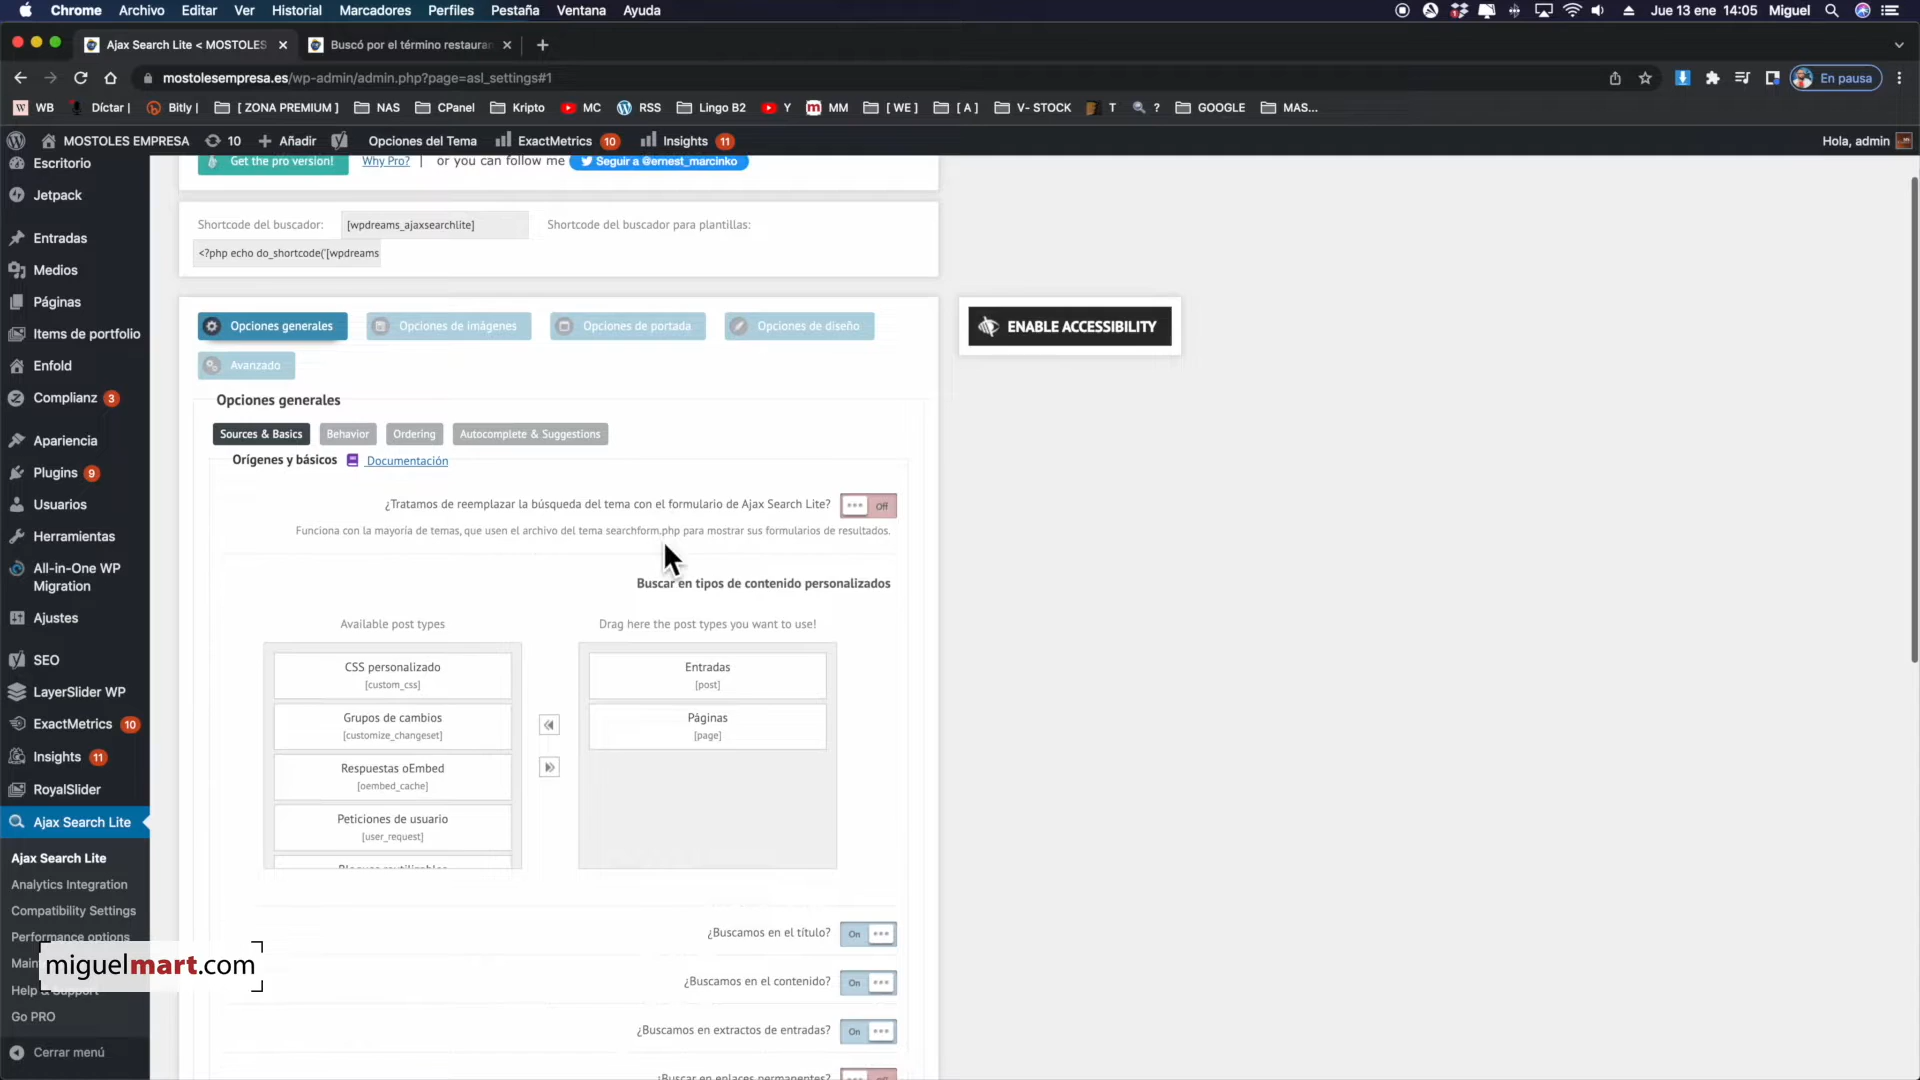 Chrome Archivo Editar Ver Historial Marcadores Perfiles Pestaña Ventana Ayuda Jue 13 ene 14:05 Miguel
Ajax Search Lite < MOSTOLES Buscó por el término restaurar
mostolesempresa.es/wp-admin/admin.php?page=asl_settings#1 En pausa
WB Díctar | Bitly | [ ZONA PREMIUM ] NAS CPanel Kripto MC RSS Lingo B2 Y MM [ WE ] [ A ] V- STOCK T ? GOOGLE MAS...
MOSTOLES EMPRESA 10 Añadir Opciones del Tema ExactMetrics 10 Insights 11 Hola, admin
Get the pro version! Why Pro? | or you can follow me Seguir a @ernest_marcinko
Escritorio
Jetpack
Entradas
Medios
Páginas
Items de portfolio
Enfold
Complianz 3
Apariencia
Plugins 9
Usuarios
Herramientas
All-in-One WP
Migration
Ajustes
SEO
LayerSlider WP
ExactMetrics 10
Insights 11
RoyalSlider
Ajax Search Lite
Ajax Search Lite
Analytics Integration
Compatibility Settings
Performance options
Main
Help & Support
Go PRO
Cerrar menú
miguelmart.com
Shortcode del buscador: [wpdreams_ajaxsearchlite] Shortcode del buscador para plantillas:
<?php echo do_shortcode('[wpdreams
Opciones generales Opciones de imágenes Opciones de portada Opciones de diseño
Avanzado
ENABLE ACCESSIBILITY
Opciones generales
Sources & Basics Behavior Ordering Autocomplete & Suggestions
Orígenes y básicos Documentación
¿Tratamos de reemplazar la búsqueda del tema con el formulario de Ajax Search Lite? Off
Funciona con la mayoría de temas, que usen el archivo del tema searchform.php para mostrar sus formularios de resultados.
Buscar en tipos de contenido personalizados
Available post types Drag here the post types you want to use!
CSS personalizado
[custom_css]
Grupos de cambios
[customize_changeset]
Respuestas oEmbed
[oembed_cache]
Peticiones de usuario
[user_request]
Bloques reutilizables
Entradas
[post]
Páginas
[page]
¿Buscamos en el título? On
¿Buscamos en el contenido? On
¿Buscamos en extractos de entradas? On
¿Buscar en enlaces permanentes? Off